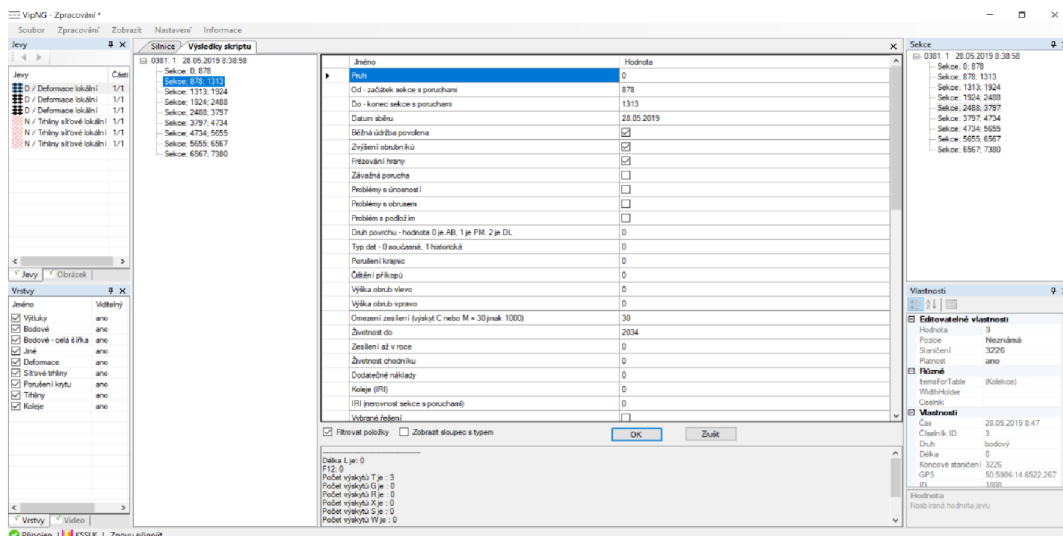 VipNG - Zpracování *
Soubor Zpracování Zobrazit Nastavení Informace
Jevy
Jevy Části
D / Deformace lokální 1/1
D / Deformace lokální 1/1
D / Deformace lokální 1/1
N / Trhliny síťové lokální 1/1
N / Trhliny síťové lokální 1/1
N / Trhliny síťové lokální 1/1
Jevy Obrázek
Vrstvy
Jméno Viditelný
Výtluky ano
Bodové ano
Bodové - celá šířka ano
Jiné ano
Deformace ano
Síťové trhliny ano
Porušení krytu ano
Trhliny ano
Koleje ano
Vrstvy Video
Připojen KSSLK Znovu připojit
Silnice Výsledky skriptu
0381. 1 28.05.2019 8:38:58
Sekce: 0; 878
Sekce: 878; 1313
Sekce: 1313; 1924
Sekce: 1924; 2488
Sekce: 2488; 3797
Sekce: 3797; 4734
Sekce: 4734; 5655
Sekce: 5655; 6567
Sekce: 6567; 7380
Jméno Hodnota
Pruh 0
Od - začátek sekce s poruchami 878
Do - konec sekce s poruchami 1313
Datum sběru 28.05.2019
Běžná údržba povolena
Zvýšení obrubníků
Frézování hrany
Závažná porucha
Problémy s únosností
Problémy s obrusem
Problém s podložím
Druh povrchu - hodnota 0 je AB, 1 je PM, 2 je DL 0
Typ dat - 0 současná, 1 historická 0
Porušení krajnic 0
Čištění příkopů 0
Výška obrub vlevo 0
Výška obrub vpravo 0
Omezení zesílení (výskyt C nebo M = 30 jinak 1000) 30
Životnost do 2034
Zesílení až v roce 0
Životnost chodníku 0
Dodatečné náklady 0
Koleje (IRI) 0
IRI (nerovnost sekce s poruchami) 0
Vybrané řešení
Filtrovat položky Zobrazit sloupec s typem OK Zrušit
Délka L je: 0
F12: 0
Počet výskytů T je : 3
Počet výskytů G je : 0
Počet výskytů R je : 0
Počet výskytů X je : 0
Počet výskytů S je : 0
Počet výskytů W je : 0
Sekce
0381. 1 28.05.2019 8:38:58
Sekce: 0; 878
Sekce: 878; 1313
Sekce: 1313; 1924
Sekce: 1924; 2488
Sekce: 2488; 3797
Sekce: 3797; 4734
Sekce: 4734; 5655
Sekce: 5655; 6567
Sekce: 6567; 7380
Vlastnosti
Editovatelné vlastnosti
Hodnota 3
Pozice Neznámá
Staničení 3226
Platnost ano
Různé
ItemsForTable (Kolekce)
WidthHolder
Ciselnik
Vlastnosti
Čas 28.05.2019 8:47
Číselník ID 3
Druh bodový
Délka 0
Koncové staničení 3226
GPS 50.5986;14.6522;267
ID 1808
Hodnota
Nasbíraná hodnota jevu